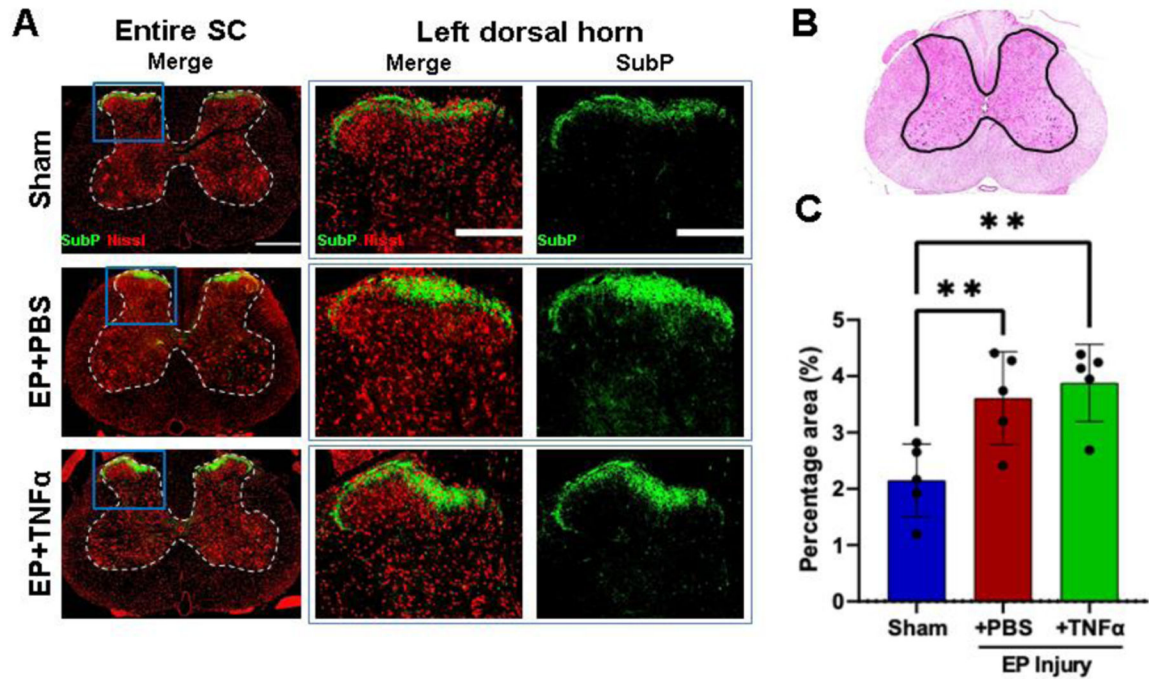 A
Entire SC
Left dorsal horn
Merge
Merge
SubP
Sham
SubP Nissl
SubP Nissl
SubP
EP+PBS
EP+TNFα
B
C
**
**
Percentage area (%)
5
4
3
2
1
0
Sham
+PBS
+TNFα
EP Injury